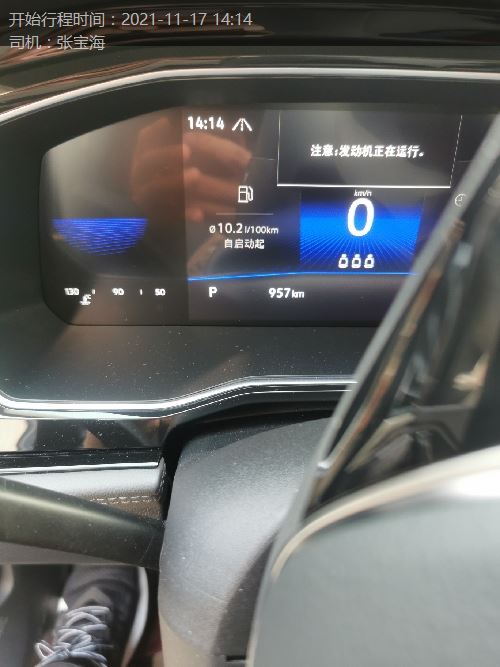 开始行程时间：2021-11-17 14:14
司机：张宝海
14:14
注意:发动机正在运行。
km/h
0
Ø10.2 l/100km
自启动起
130 90 50
P 957 km